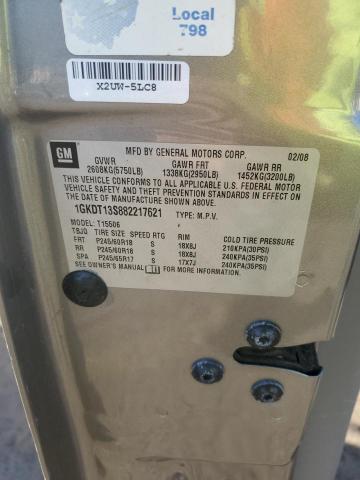 Local
798
X2UW-5LC8
GM
MFD BY GENERAL MOTORS CORP. 02/08
GVWR GAWR FRT GAWR RR
2608KG(5750LB) 1338KG(2950LB) 1452KG(3200LB)
THIS VEHICLE CONFORMS TO ALL APPLICABLE U.S. FEDERAL MOTOR
VEHICLE SAFETY AND THEFT PREVENTION STANDARDS IN EFFECT ON
THE DATE OF MANUFACTURE SHOWN ABOVE.
1GKDT13S882217621 TYPE: M.P.V.
MODEL: T15506
TBJQ TIRE SIZE SPEED RTG RIM COLD TIRE PRESSURE
FRT P245/60R18 S 18X8J 210KPA(30PSI)
RR P245/60R18 S 18X8J 240KPA(35PSI)
SPA P245/65R17 S 17X7J 240KPA(35PSI)
SEE OWNER'S MANUAL FOR MORE INFORMATION.